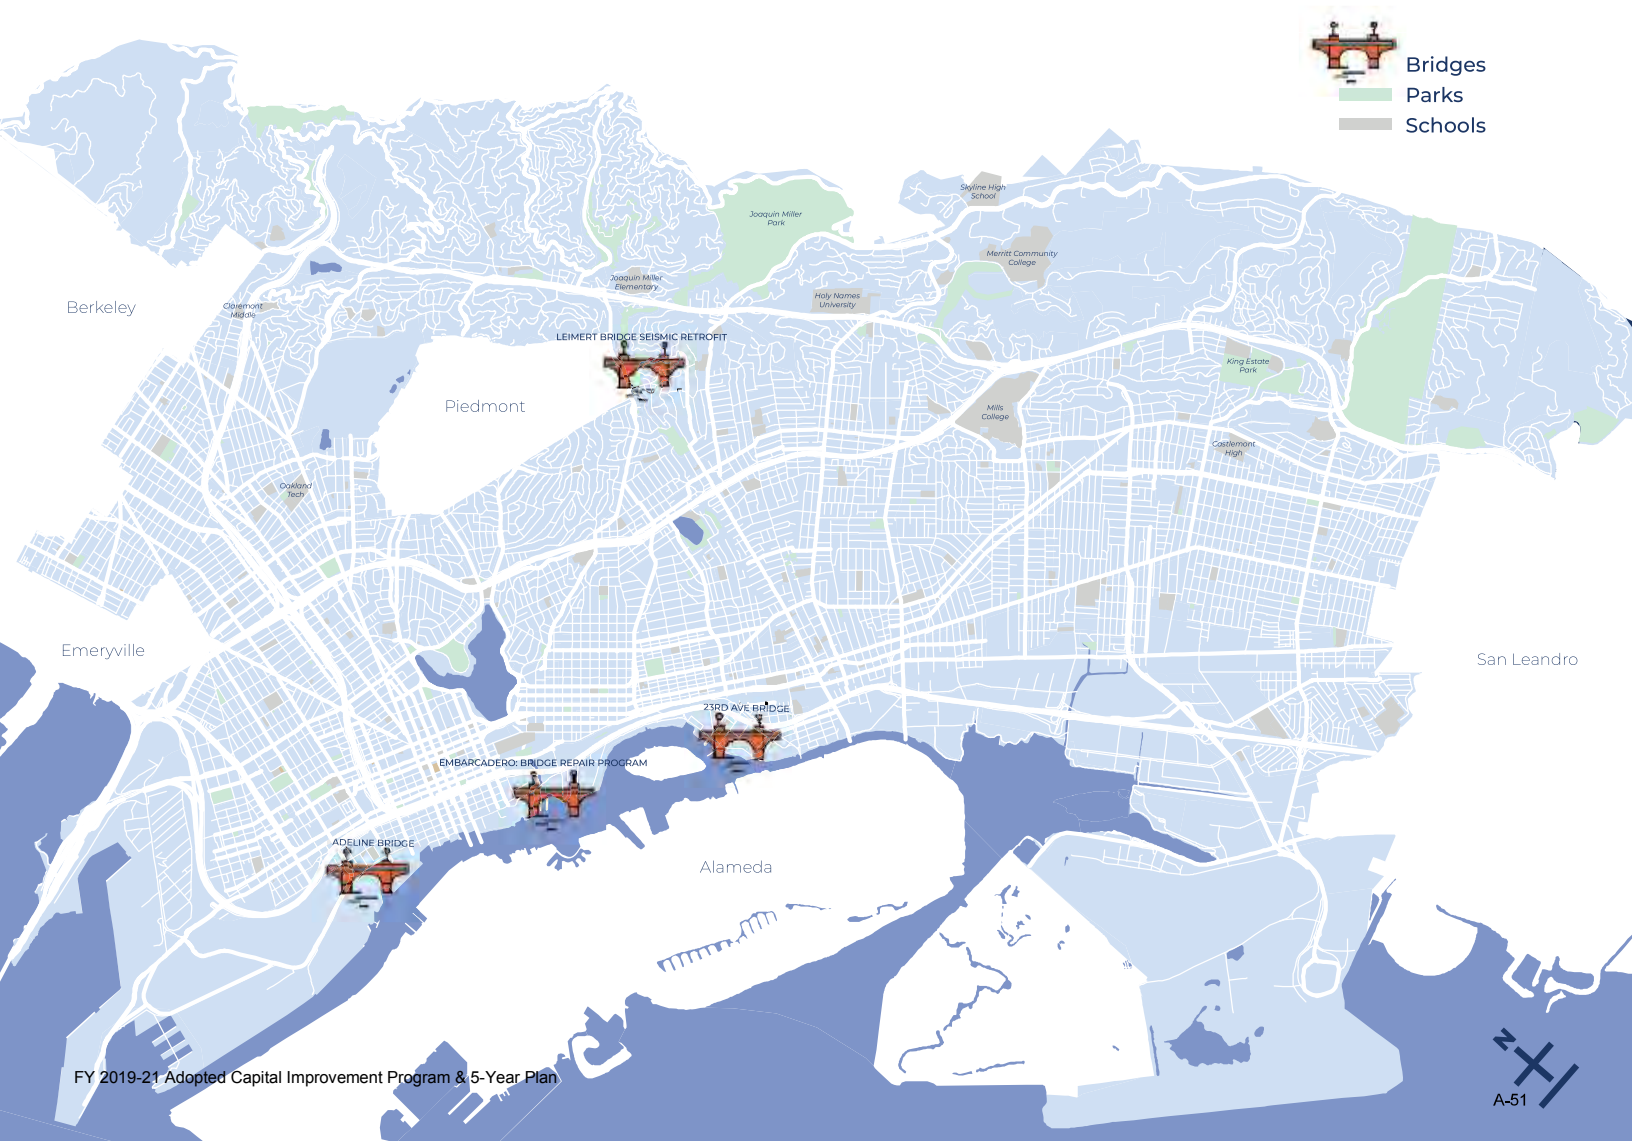 Bridges
Parks
Schools
Skyline High
School
Joaquin Miller
Park
Merritt Community
College
Joaquin Miller
Elementary
Holy Names
University
Berkeley
Claremont
Middle
LEIMERT BRIDGE SEISMIC RETROFIT
King Estate
Park
Piedmont
Mills
College
Castlemont
High
Oakland
Tech
Emeryville
San Leandro
23RD AVE BRIDGE
EMBARCADERO: BRIDGE REPAIR PROGRAM
ADELINE BRIDGE
Alameda
N
FY 2019-21 Adopted Capital Improvement Program & 5-Year Plan
A-51